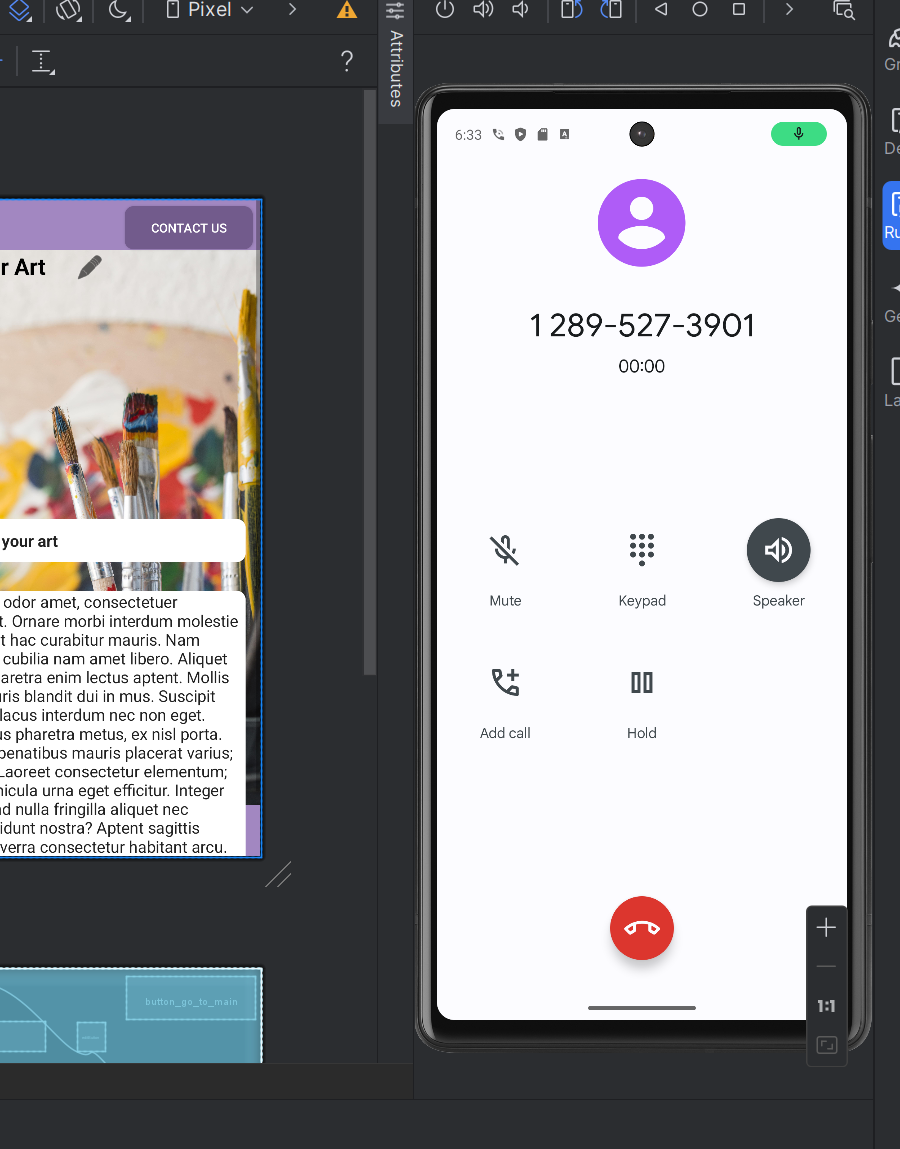 Pixel
?
Attributes
CONTACT US
r Art
your art
odor amet, consectetuer
t. Ornare morbi interdum molestie
t hac curabitur mauris. Nam
cubilia nam amet libero. Aliquet
aretra enim lectus aptent. Mollis
uris blandit dui in mus. Suscipit
lacus interdum nec non eget.
us pharetra metus, ex nisl porta.
penatibus mauris placerat varius;
Laoreet consectetur elementum;
hicula urna eget efficitur. Integer
nd nulla fringilla aliquet nec
idunt nostra? Aptent sagittis
verra consectetur habitant arcu.
button_go_to_main
6:33
A
1 289-527-3901
00:00
Mute
Keypad
Speaker
Add call
Hold
1:1
Gr
De
Ru
Ge
La